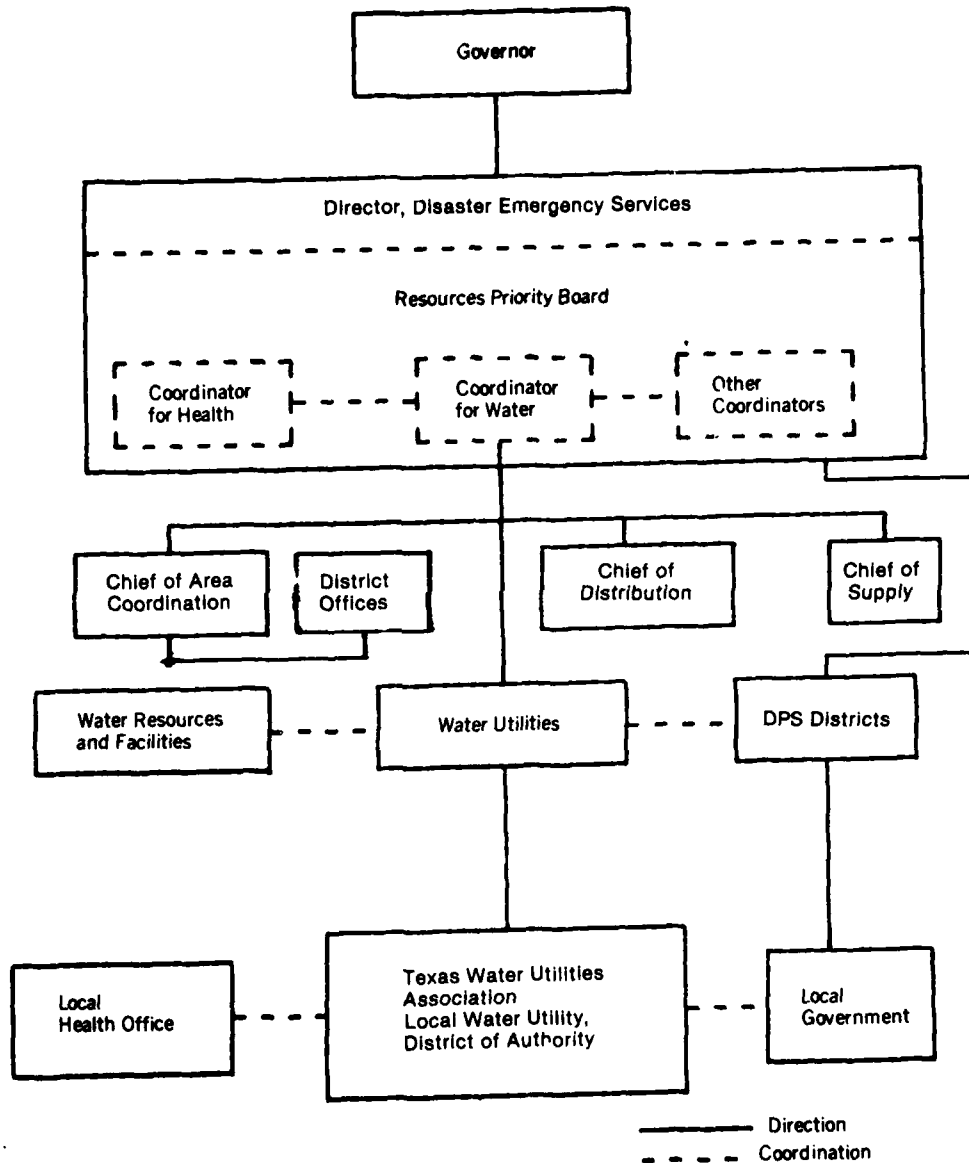 Governor
Director, Disaster Emergency Services
Resources Priority Board
Coordinator
for Health
Coordinator
for Water
Other
Coordinators
Chief of Area
Coordination
District
Offices
Chief of
Distribution
Chief of
Supply
Water Resources
and Facilities
Water Utilities
DPS Districts
Local
Health Office
Texas Water Utilities
Association
Local Water Utility,
District of Authority
Local
Government
Direction
Coordination